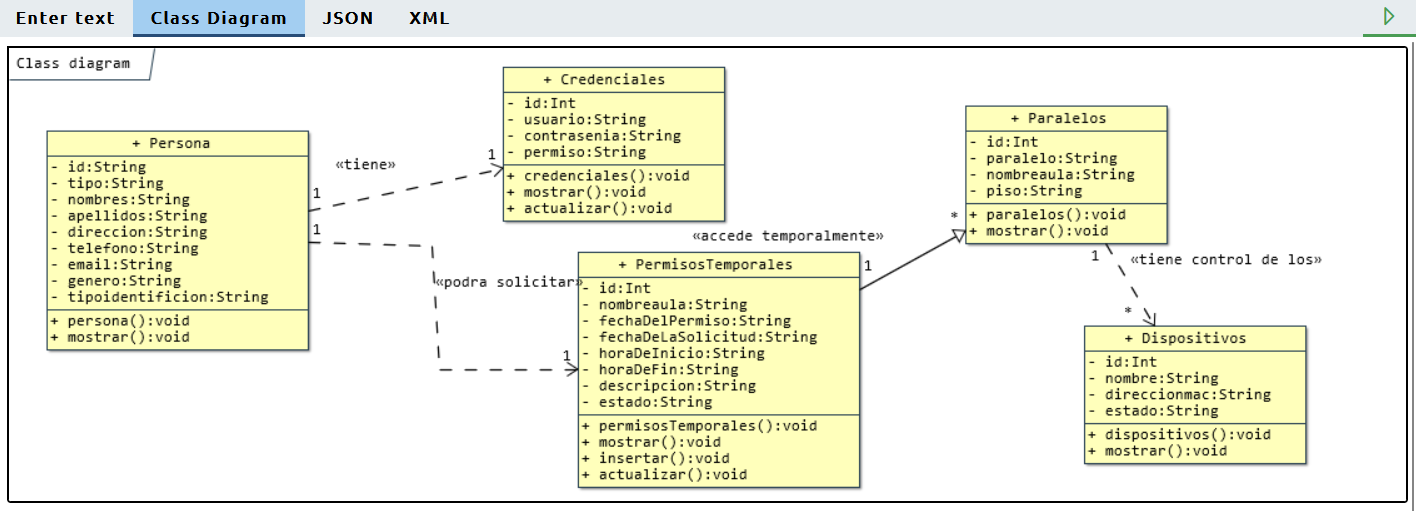 Enter text
Class Diagram
JSON
XML
Class diagram
+ Persona
- id:String
- tipo:String
- nombres:String
- apellidos:String
- direccion:String
- telefono:String
- email:String
- genero:String
- tipoidentificion:String
+ persona():void
+ mostrar():void
1
«tiene»
1
1
«podra solicitar»
1
+ Credenciales
- id:Int
- usuario:String
- contrasenia:String
- permiso:String
+ credenciales():void
+ mostrar():void
+ actualizar():void
+ PermisosTemporales
- id:Int
- nombreaula:String
- fechaDelPermiso:String
- fechaDeLaSolicitud:String
- horaDeInicio:String
- horaDeFin:String
- descripcion:String
- estado:String
+ permisosTemporales():void
+ mostrar():void
+ insertar():void
+ actualizar():void
«accede temporalmente»
1
*
+ Paralelos
- id:Int
- paralelo:String
- nombreaula:String
- piso:String
+ paralelos():void
+ mostrar():void
1
«tiene control de los»
*
+ Dispositivos
- id:Int
- nombre:String
- direccionmac:String
- estado:String
+ dispositivos():void
+ mostrar():void